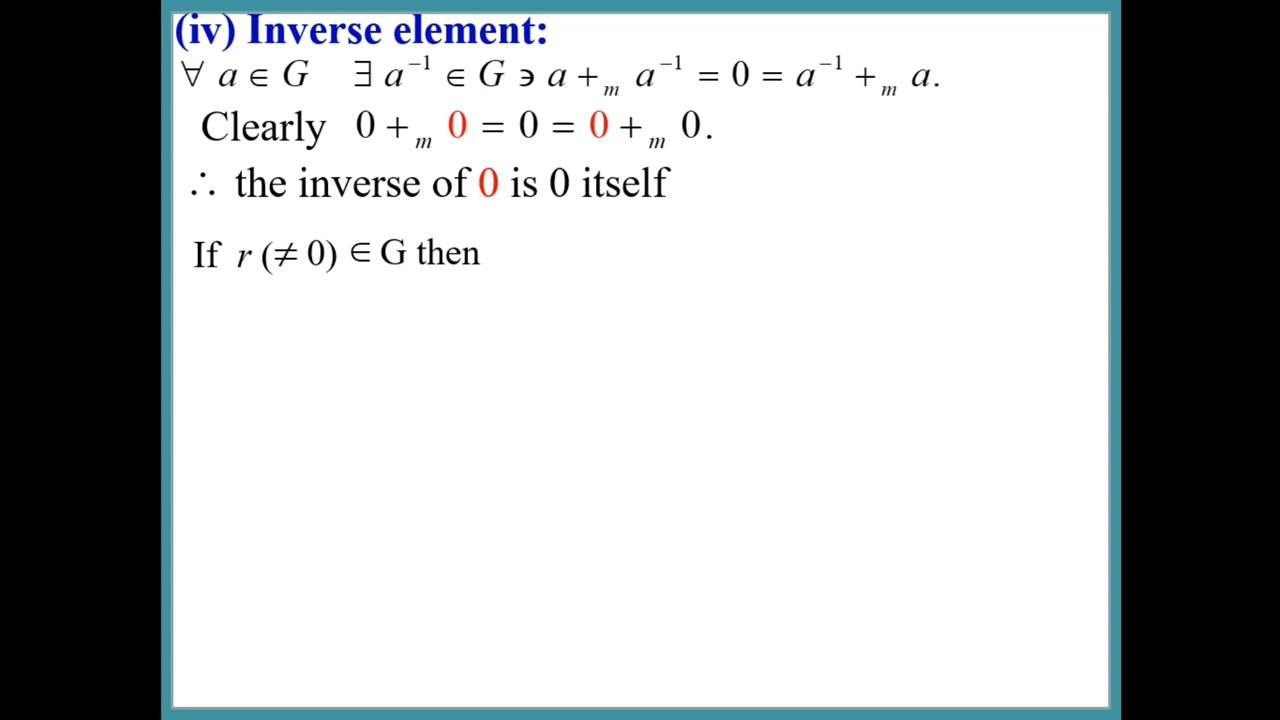 (iv) Inverse element:
∀ a ∈ G ∃ a⁻¹ ∈ G ∍ a +ₘ a⁻¹ = 0 = a⁻¹ +ₘ a.
Clearly 0 +ₘ 0 = 0 = 0 +ₘ 0.
∴ the inverse of 0 is 0 itself
If r (≠ 0) ∈ G then